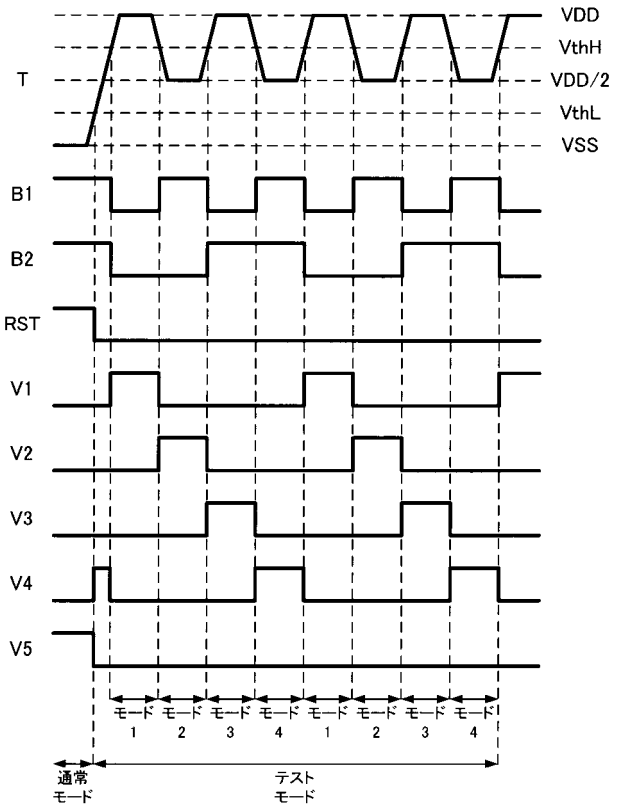 VDD
VthH
T
VDD/2
VthL
VSS
B1
B2
RST
V1
V2
V3
V4
V5
モード モード モード モード モード モード モード モード
1 2 3 4 1 2 3 4
通常 テスト
モード モード